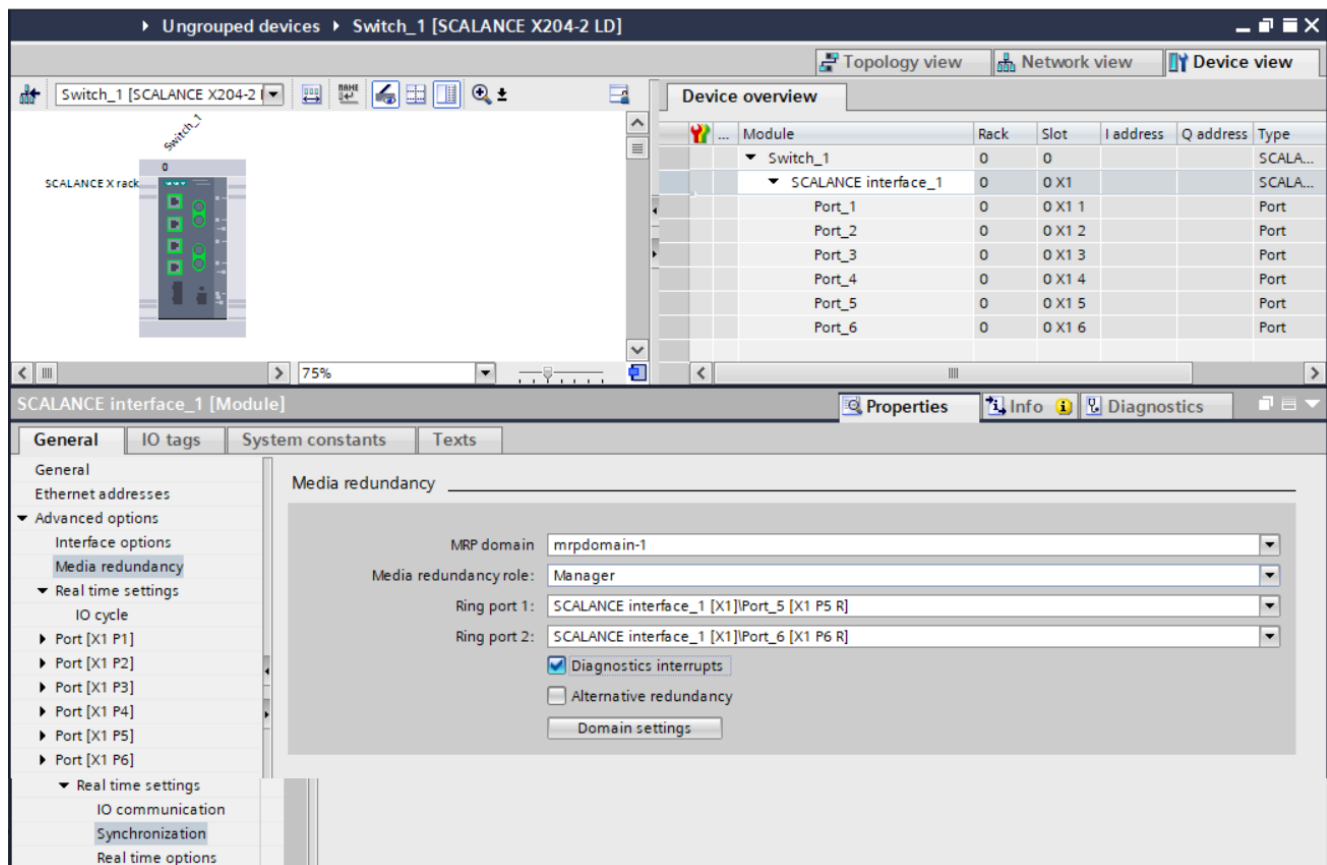 Ungrouped devices Switch_1 [SCALANCE X204-2 LD]
Topology view Network view Device view
Switch_1 [SCALANCE X204-2 NAME Device overview
Switch_1
0
SCALANCE X rack
... Module Rack Slot I address Q address Type
Switch_1 0 0 SCALA...
SCALANCE interface_1 0 0 X1 SCALA...
Port_1 0 0 X1 1 Port
Port_2 0 0 X1 2 Port
Port_3 0 0 X1 3 Port
Port_4 0 0 X1 4 Port
Port_5 0 0 X1 5 Port
Port_6 0 0 X1 6 Port
75%
SCALANCE interface_1 [Module] Properties Info Diagnostics
General IO tags System constants Texts
General
Ethernet addresses
Advanced options
Interface options
Media redundancy
Real time settings
IO cycle
Port [X1 P1]
Port [X1 P2]
Port [X1 P3]
Port [X1 P4]
Port [X1 P5]
Port [X1 P6]
Real time settings
IO communication
Synchronization
Real time options
Media redundancy
MRP domain mrpdomain-1
Media redundancy role: Manager
Ring port 1: SCALANCE interface_1 [X1]\Port_5 [X1 P5 R]
Ring port 2: SCALANCE interface_1 [X1]\Port_6 [X1 P6 R]
Diagnostics interrupts
Alternative redundancy
Domain settings